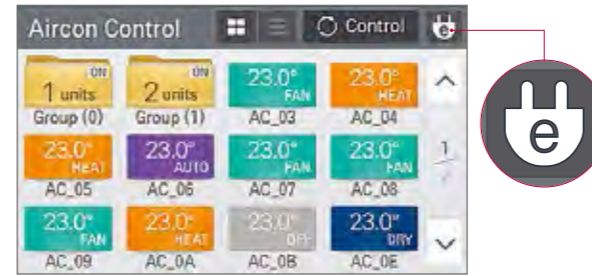 Aircon Control Control e
ON ON 23.0° 23.0°
1 units 2 units FAN HEAT
Group (0) Group (1) AC_03 AC_04
23.0° 23.0° 23.0° 23.0°
HEAT AUTO FAN FAN
AC_05 AC_06 AC_07 AC_08
1
23.0° 23.0° 23.0° 23.0°
FAN HEAT OFF DRY
AC_09 AC_0A AC_0B AC_0E
e